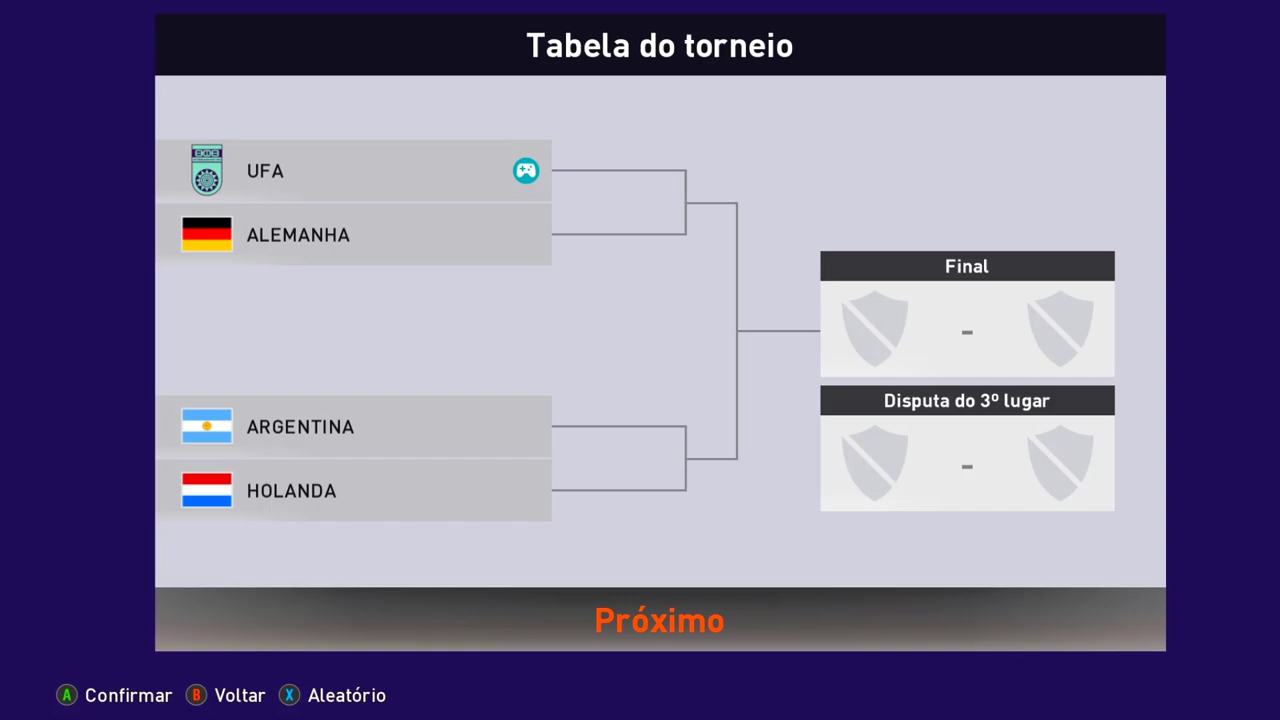 Tabela do torneio
UFA
ALEMANHA
Final
-
ARGENTINA
Disputa do 3º lugar
-
HOLANDA
Próximo
A Confirmar B Voltar X Aleatório